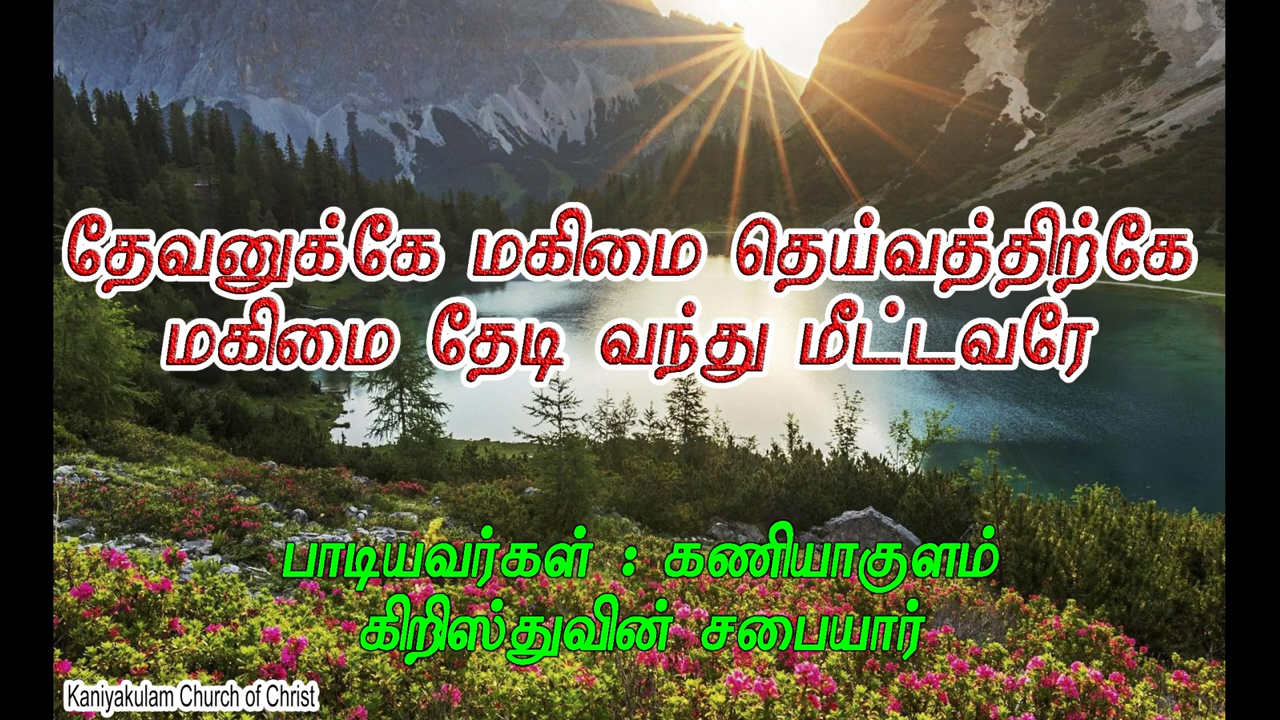 தேவனுக்கே மகிமை தெய்வத்திற்கே
மகிமை தேடி வந்து மீட்டவரே
பாடியவர்கள் : கணியாகுளம்
கிறிஸ்துவின் சபையார்
Kaniyakulam Church of Christ